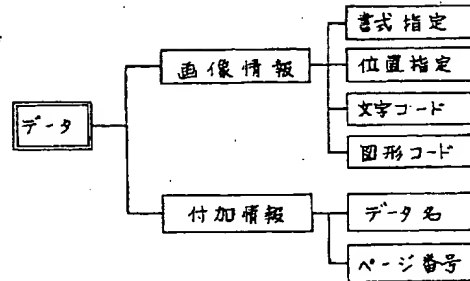 書式指定
画像情報
位置指定
データ
文字コード
図形コード
付加情報
データ名
ページ番号